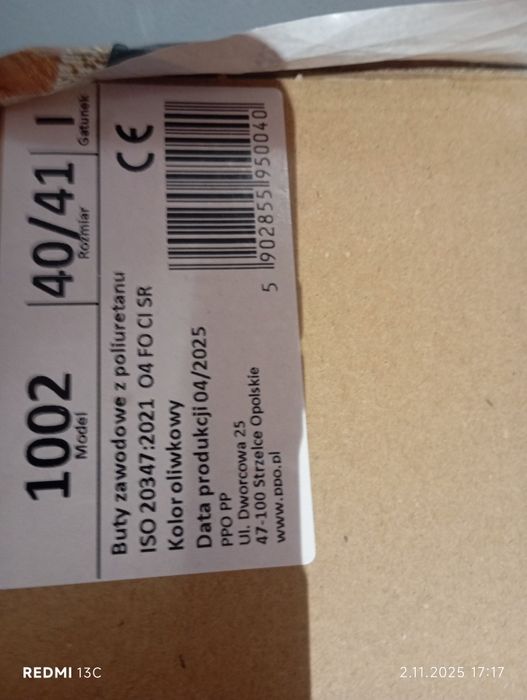 1002 40/41 I
Model Rozmiar Gatunek
Buty zawodowe z poliuretanu
ISO 20347:2021 O4 FO CI SR
Kolor oliwkowy
Data produkcji 04/2025
PPO PP
Ul. Dworcowa 25
47-100 Strzelce Opolskie
www.ppo.pl
CE
5 902855 950040
REDMI 13C
2.11.2025 17:17